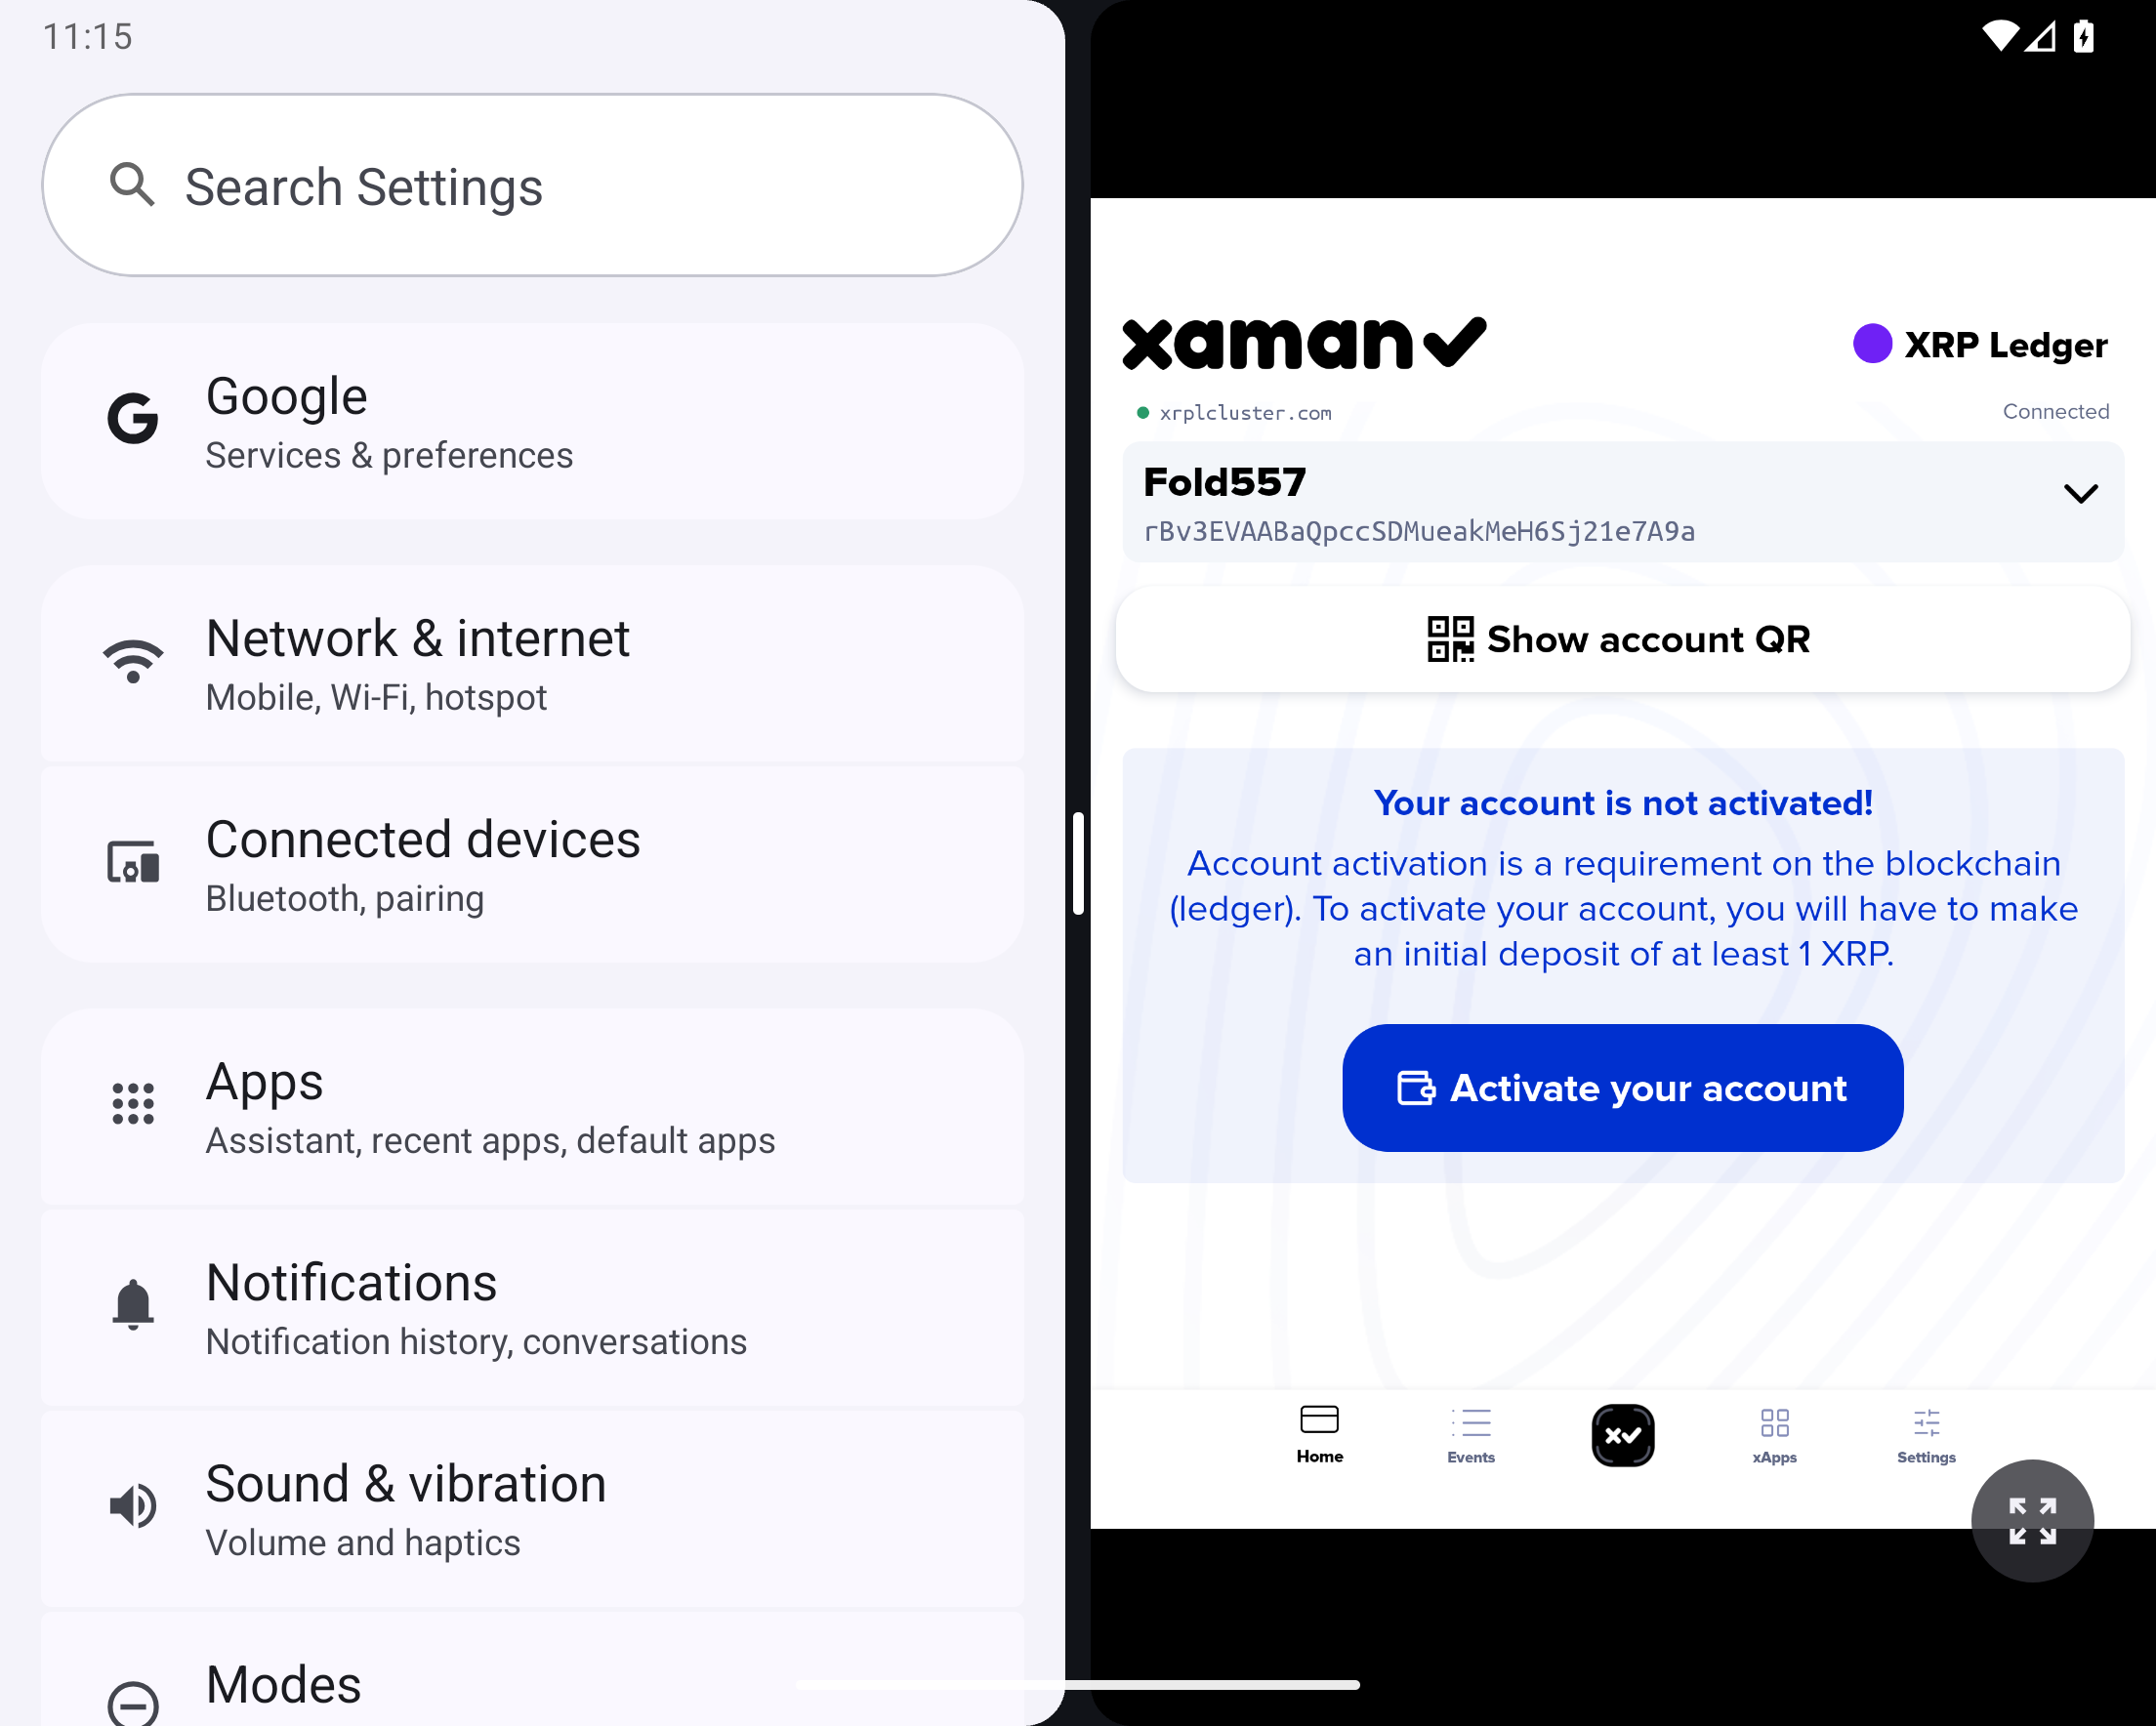 11:15
Search Settings
Google
Services & preferences
Network & internet
Mobile, Wi-Fi, hotspot
Connected devices
Bluetooth, pairing
Apps
Assistant, recent apps, default apps
Notifications
Notification history, conversations
Sound & vibration
Volume and haptics
Modes
xaman
XRP Ledger
xrplcluster.com
Connected
Fold557
rBv3EVAABaQpccSDMueakMeH6Sj21e7A9a
Show account QR
Your account is not activated!
Account activation is a requirement on the blockchain
(ledger). To activate your account, you will have to make
an initial deposit of at least 1 XRP.
Activate your account
Home
Events
xApps
Settings